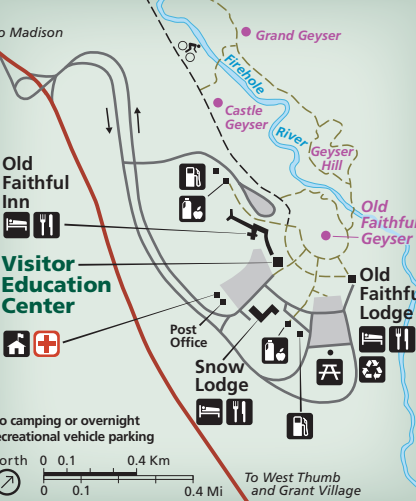 o Madison
Grand Geyser
Firehole
River
Castle
Geyser
Geyser
Hill
Old
Faithful
Inn
Old
Faithfu
Geyser
Visitor
Education
Center
Old
Faithfu
Lodge
Post
Office
Snow
Lodge
o camping or overnight
ecreational vehicle parking
orth
0 0.1 0.4 Km
0 0.1 0.4 Mi
To West Thumb
and Grant Village